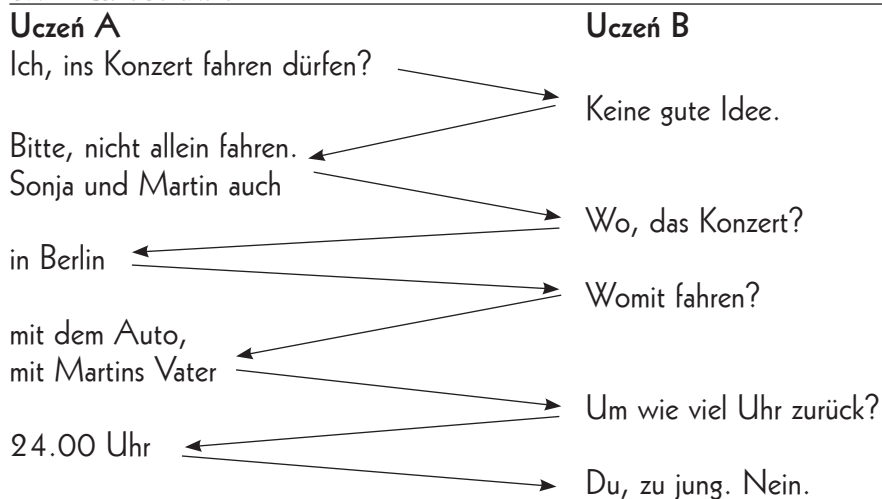 Uczeń A
Uczeń B
Ich, ins Konzert fahren dürfen?
Keine gute Idee.
Bitte, nicht allein fahren.
Sonja und Martin auch
Wo, das Konzert?
in Berlin
Womit fahren?
mit dem Auto,
mit Martins Vater
Um wie viel Uhr zurück?
24.00 Uhr
Du, zu jung. Nein.